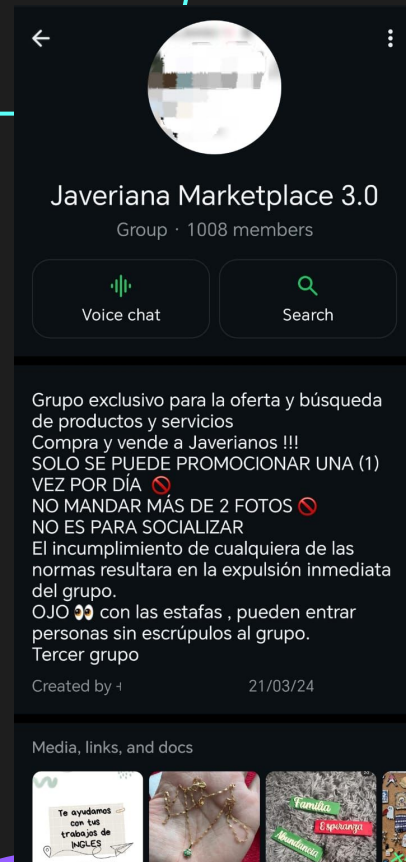 Javeriana Marketplace 3.0
Group · 1008 members
Voice chat
Search
Grupo exclusivo para la oferta y búsqueda
de productos y servicios
Compra y vende a Javerianos !!!
SOLO SE PUEDE PROMOCIONAR UNA (1)
VEZ POR DÍA 🚫
NO MANDAR MÁS DE 2 FOTOS 🚫
NO ES PARA SOCIALIZAR
El incumplimiento de cualquiera de las
normas resultara en la expulsión inmediata
del grupo.
OJO 👀 con las estafas , pueden entrar
personas sin escrúpulos al grupo.
Tercer grupo
Created by 21/03/24
Media, links, and docs
Te ayudamos
con tus
trabajos de
INGLES
Familia
Esperanza
Abundancia